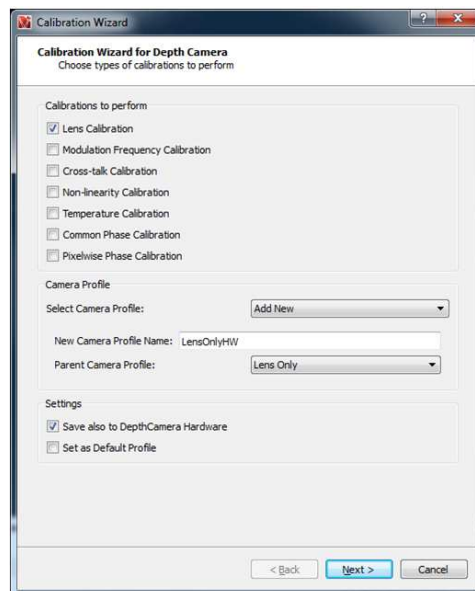 Calibration Wizard
Calibration Wizard for Depth Camera
Choose types of calibrations to perform
Calibrations to perform
Lens Calibration
Modulation Frequency Calibration
Cross-talk Calibration
Non-linearity Calibration
Temperature Calibration
Common Phase Calibration
Pixelwise Phase Calibration
Camera Profile
Select Camera Profile: Add New
New Camera Profile Name: LensOnlyHW
Parent Camera Profile: Lens Only
Settings
Save also to DepthCamera Hardware
Set as Default Profile
< Back Next > Cancel